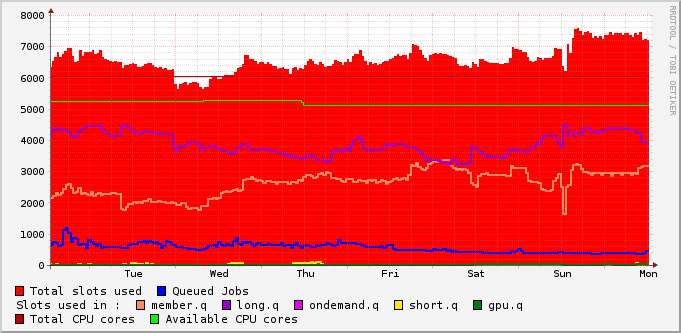 8000
7000
6000
5000
4000
3000
2000
1000
0
Tue Wed Thu Fri Sat Sun Mon
RRDTOOL / TOBI OETIKER
Total slots used Queued Jobs
Slots used in : member.q long.q ondemand.q short.q gpu.q
Total CPU cores Available CPU cores